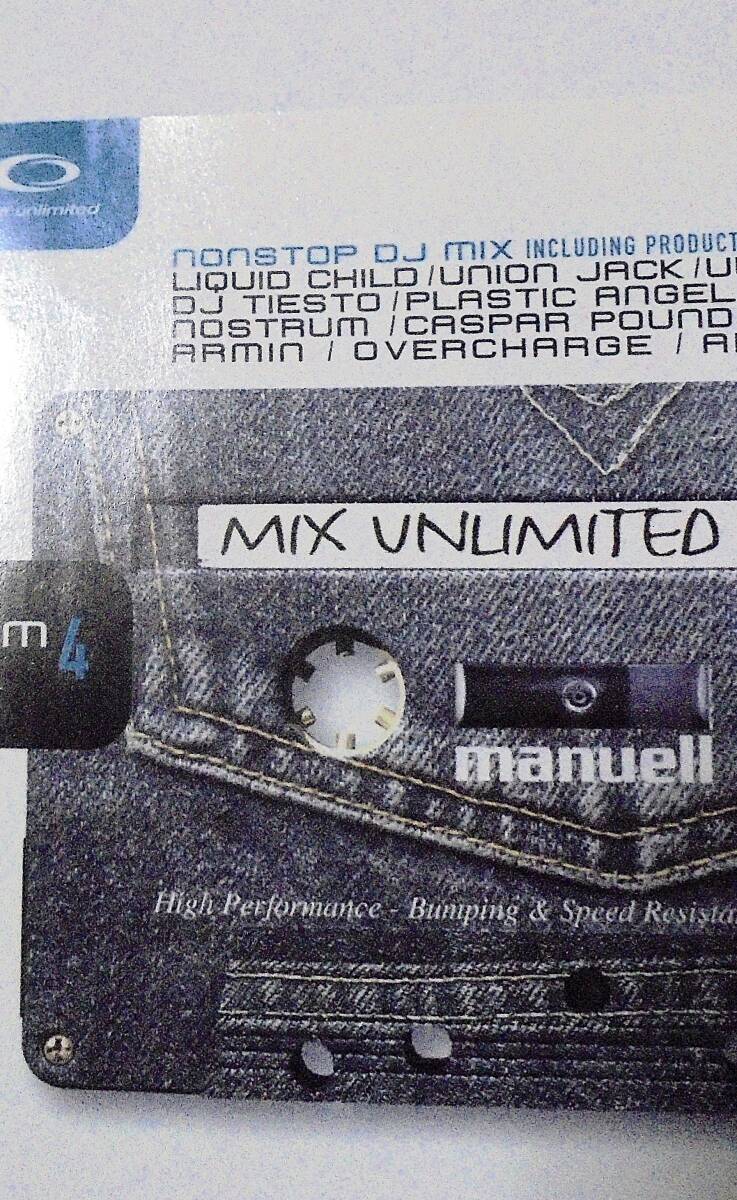 unlimited
NONSTOP DJ MIX INCLUDING PRODUCT
LIQUID CHILD / UNION JACK /
DJ TIESTO / PLASTIC ANGEL
NOSTRUM / CASPAR POUND
ARMIN / OVERCHARGE /
MIX UNLIMITED
m 4
manuell
High Performance - Bumping & Speed Resista